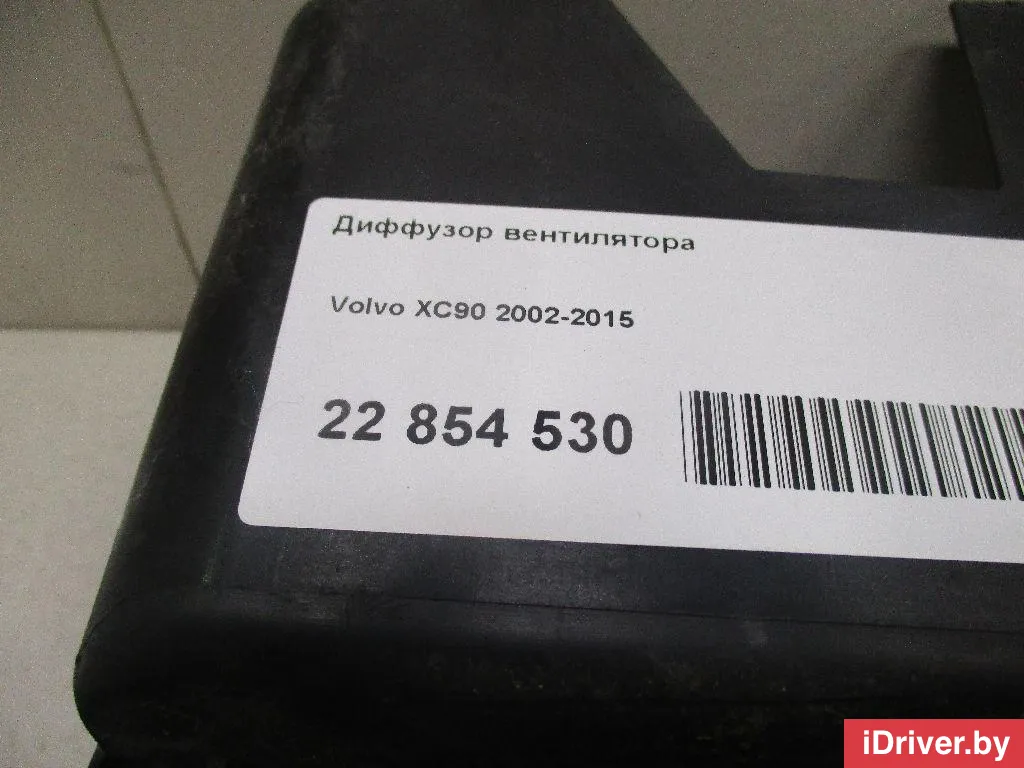 Диффузор вентилятора
Volvo XC90 2002-2015
22 854 530
iDriver.by